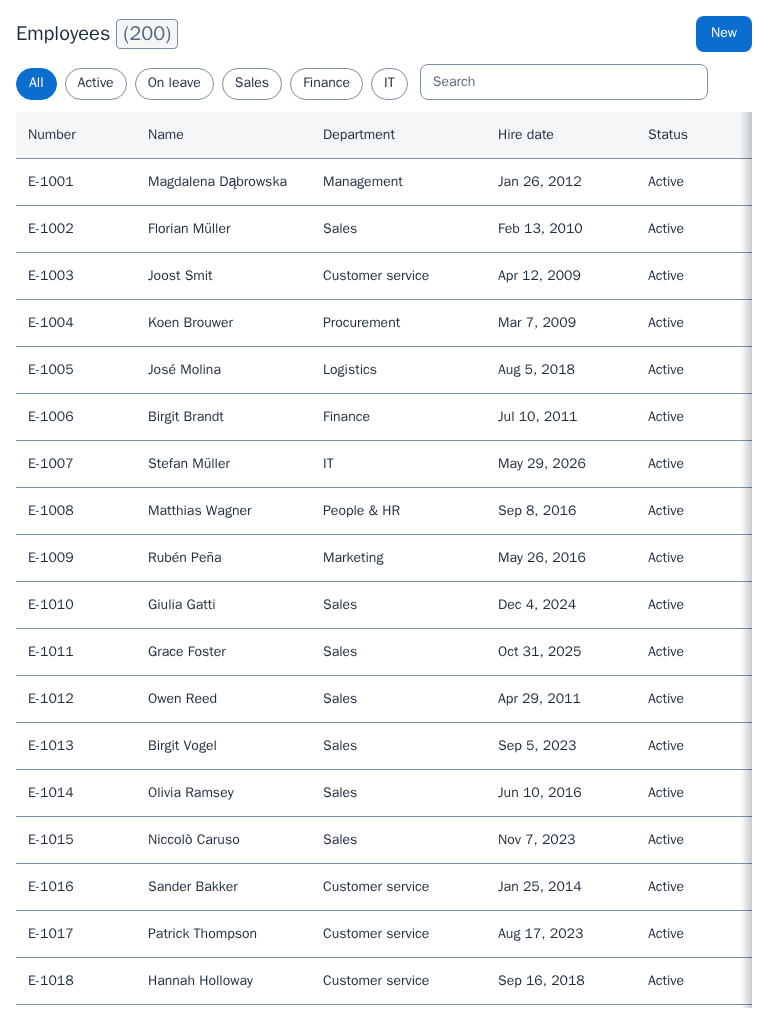 Employees (200) New
All Active On leave Sales Finance IT Search
Number Name Department Hire date Status
E-1001 Magdalena Dąbrowska Management Jan 26, 2012 Active
E-1002 Florian Müller Sales Feb 13, 2010 Active
E-1003 Joost Smit Customer service Apr 12, 2009 Active
E-1004 Koen Brouwer Procurement Mar 7, 2009 Active
E-1005 José Molina Logistics Aug 5, 2018 Active
E-1006 Birgit Brandt Finance Jul 10, 2011 Active
E-1007 Stefan Müller IT May 29, 2026 Active
E-1008 Matthias Wagner People & HR Sep 8, 2016 Active
E-1009 Rubén Peña Marketing May 26, 2016 Active
E-1010 Giulia Gatti Sales Dec 4, 2024 Active
E-1011 Grace Foster Sales Oct 31, 2025 Active
E-1012 Owen Reed Sales Apr 29, 2011 Active
E-1013 Birgit Vogel Sales Sep 5, 2023 Active
E-1014 Olivia Ramsey Sales Jun 10, 2016 Active
E-1015 Niccolò Caruso Sales Nov 7, 2023 Active
E-1016 Sander Bakker Customer service Jan 25, 2014 Active
E-1017 Patrick Thompson Customer service Aug 17, 2023 Active
E-1018 Hannah Holloway Customer service Sep 16, 2018 Active